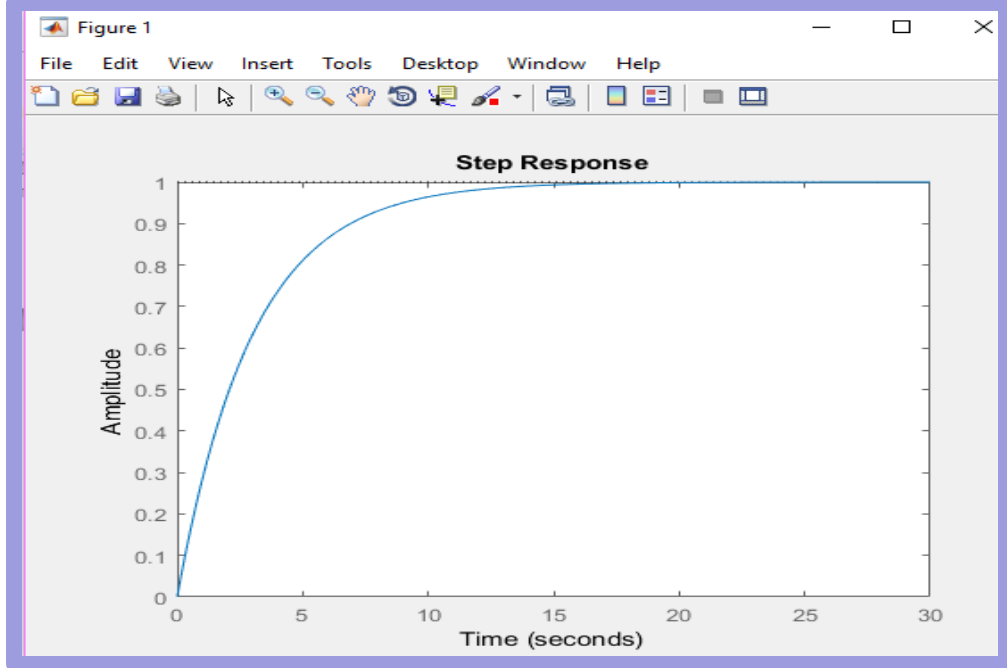 Figure 1
File Edit View Insert Tools Desktop Window Help
Step Response
1
0.9
0.8
0.7
0.6
0.5
0.4
0.3
0.2
0.1
0
Amplitude
0 5 10 15 20 25 30
Time (seconds)